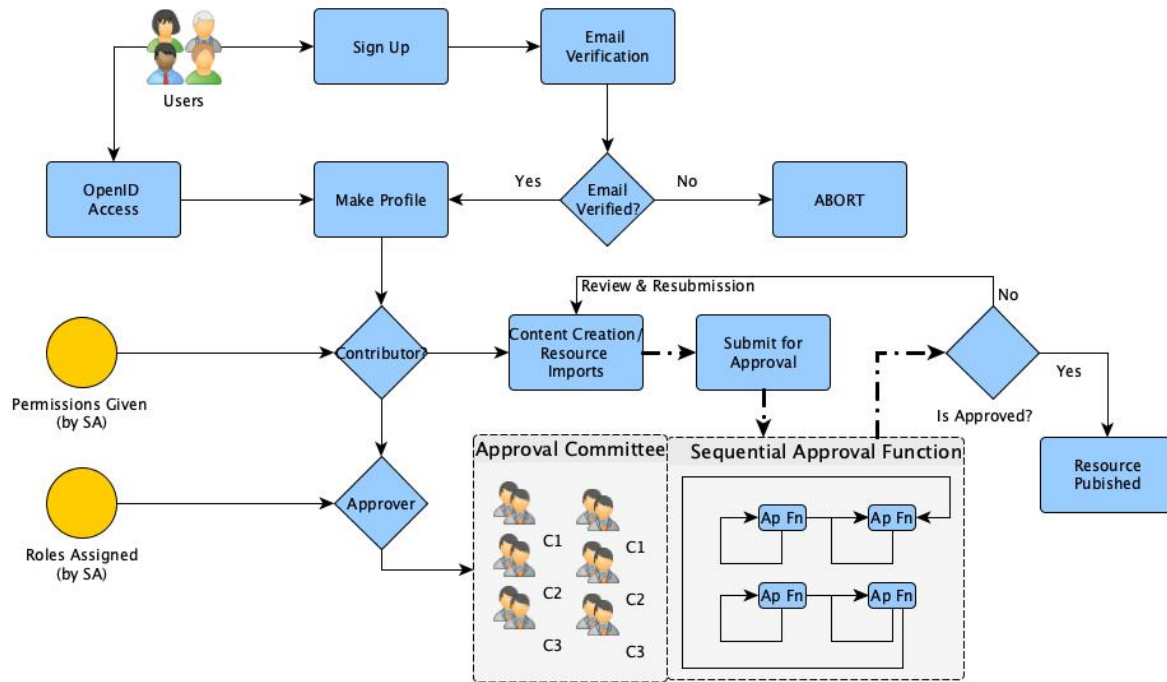 Users
Sign Up
Email
Verification
OpenID
Access
Make Profile
Yes
Email
Verified?
No
ABORT
Review & Resubmission
No
Permissions Given
(by SA)
Contributor?
Content Creation/
Resource
Imports
Submit for
Approval
Is Approved?
Yes
Resource
Pubished
Roles Assigned
(by SA)
Approver
Approval Committee
C1
C1
C2
C2
C3
C3
Sequential Approval Function
Ap Fn
Ap Fn
Ap Fn
Ap Fn